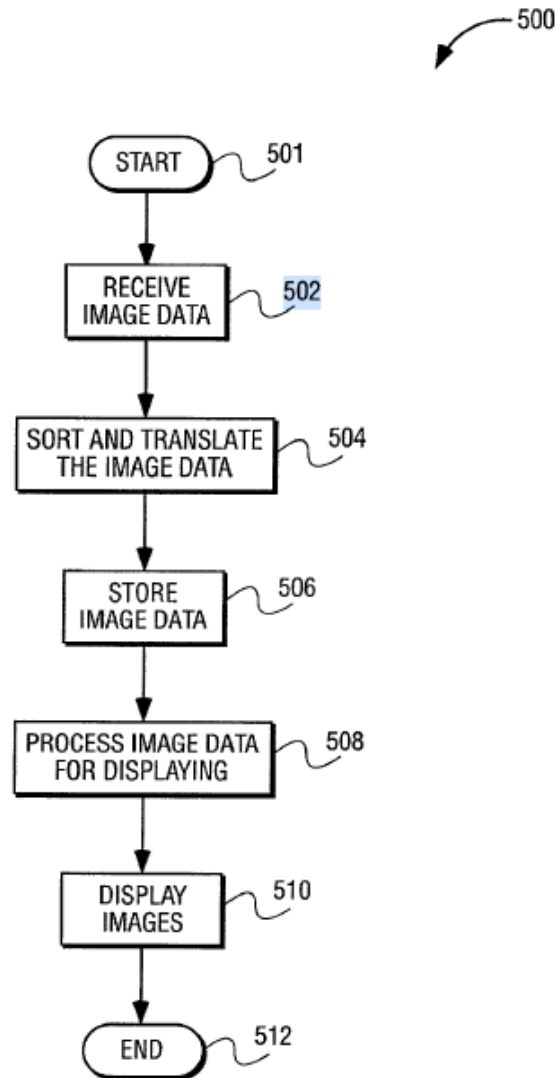 500
START
501
RECEIVE
IMAGE DATA
502
SORT AND TRANSLATE
THE IMAGE DATA
504
STORE
IMAGE DATA
506
PROCESS IMAGE DATA
FOR DISPLAYING
508
DISPLAY
IMAGES
510
END
512